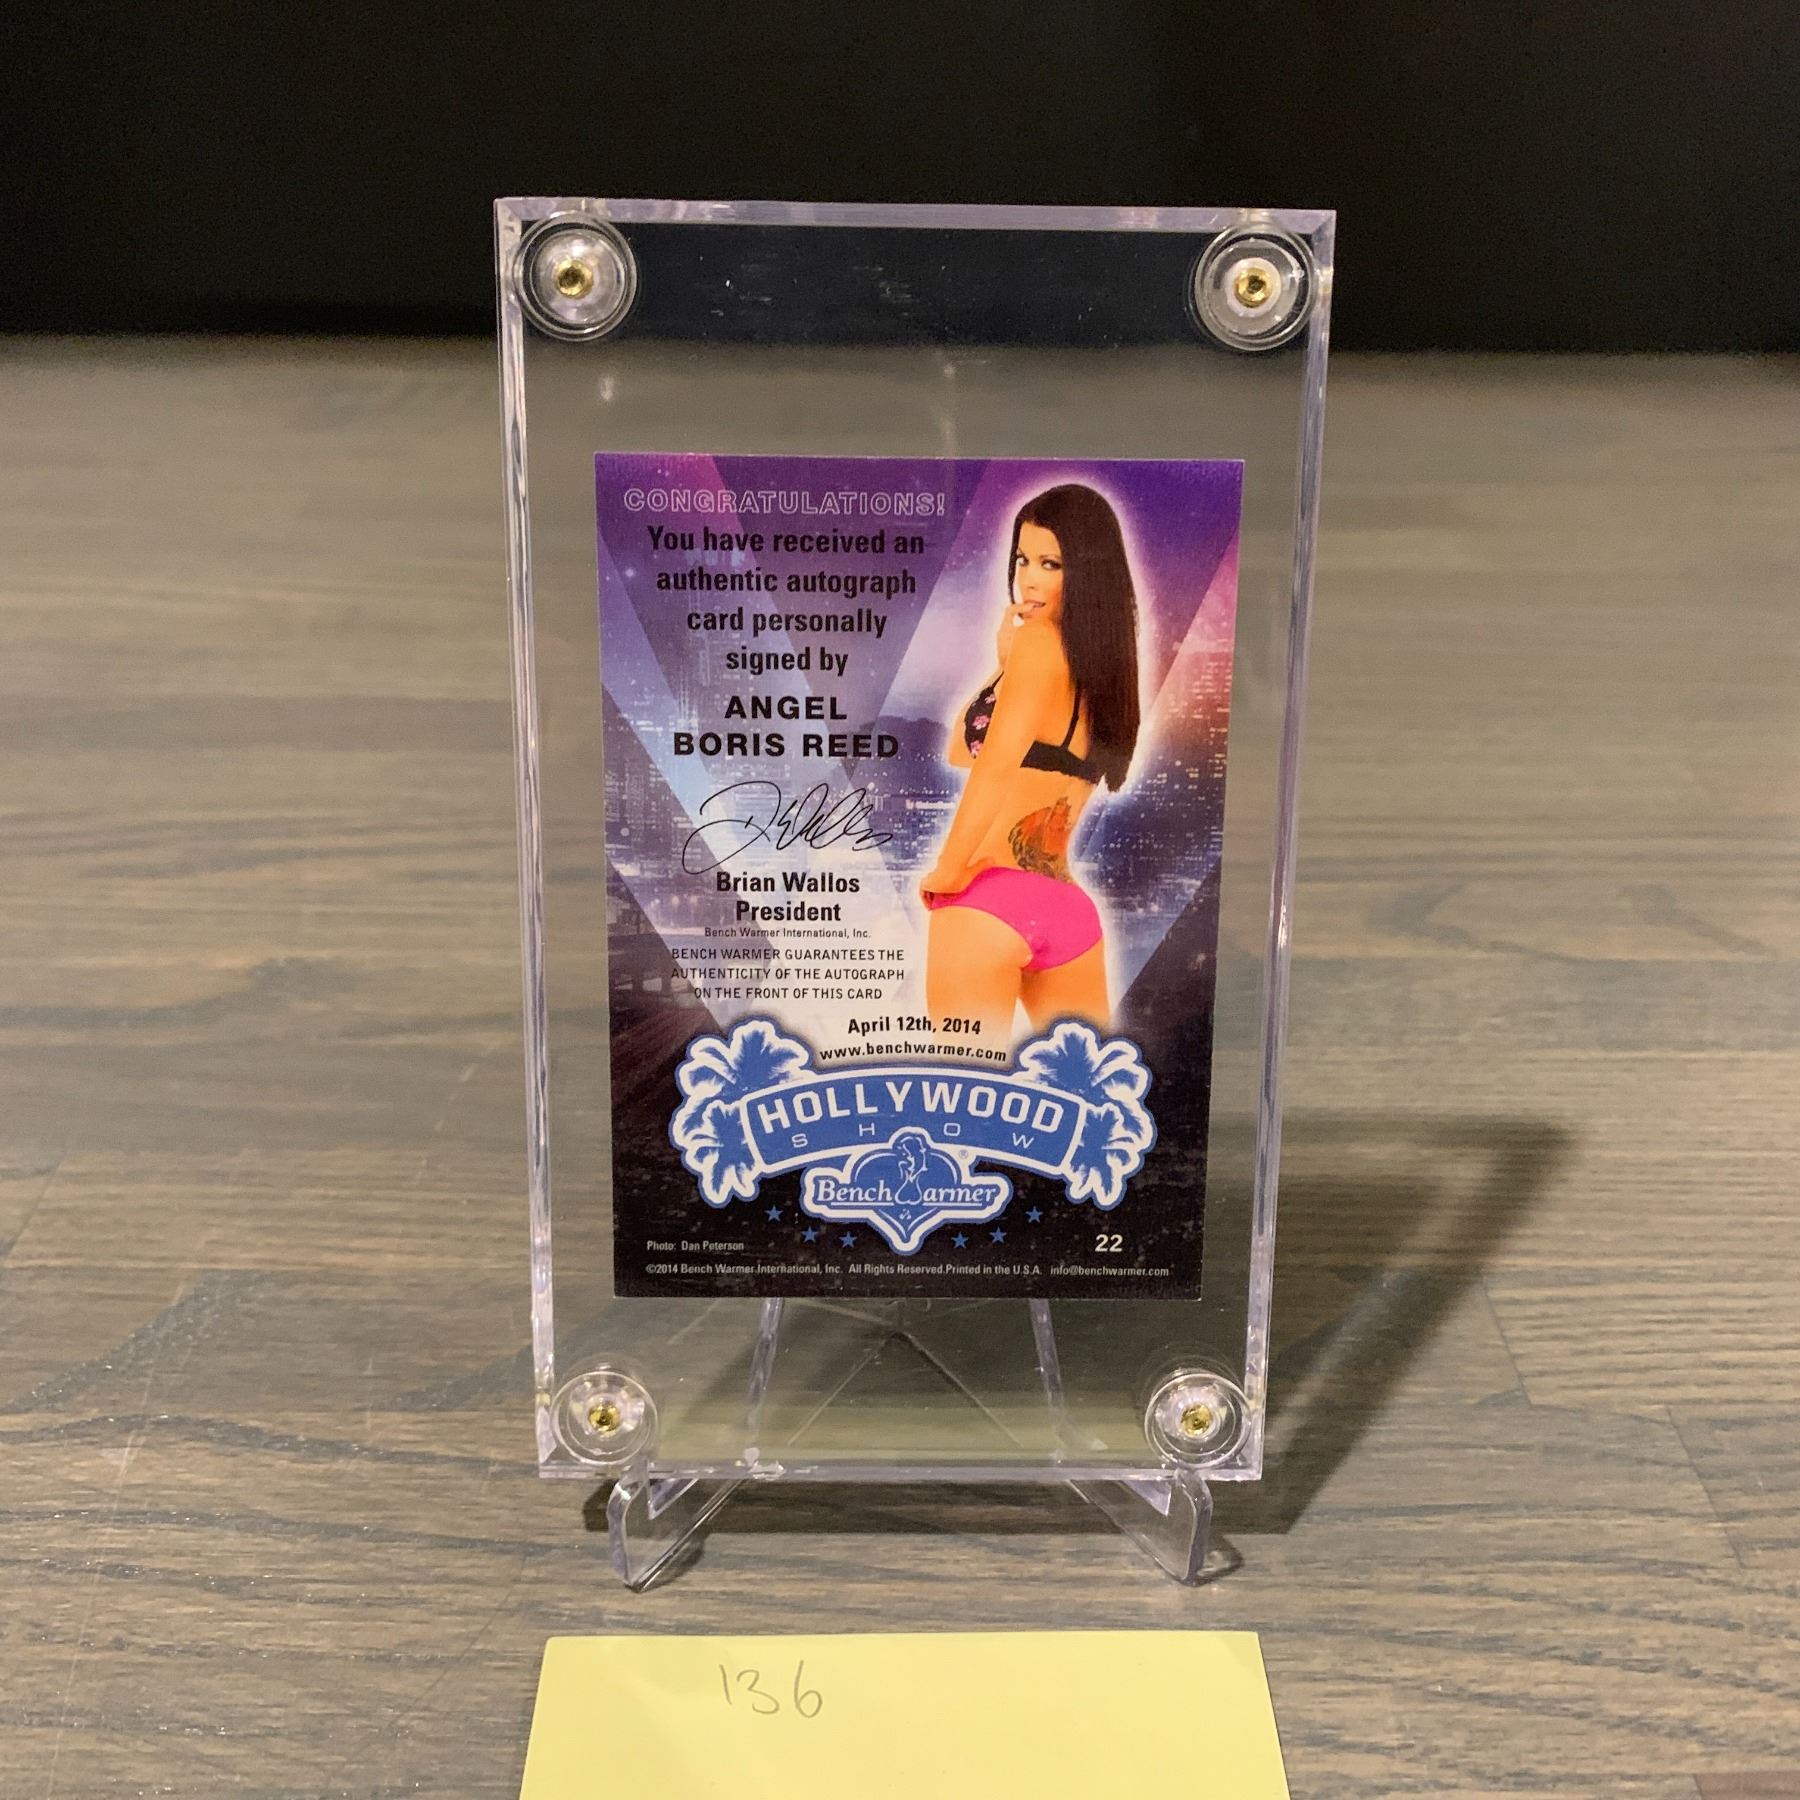 CONGRATULATIONS!
You have received an
authentic autograph
card personally
signed by
ANGEL
BORIS REED
Brian Wallos
President
Bench Warmer International, Inc.
BENCH WARMER GUARANTEES THE
AUTHENTICITY OF THE AUTOGRAPH
ON THE FRONT OF THIS CARD
April 12th, 2014
www.benchwarmer.com
HOLLYWOOD
SHOW
®
BenchWarmer
22
Photo: Dan Peterson
©2014 Bench Warmer International, Inc. All Rights Reserved. Printed in the U.S.A. info@benchwarmer.com
136